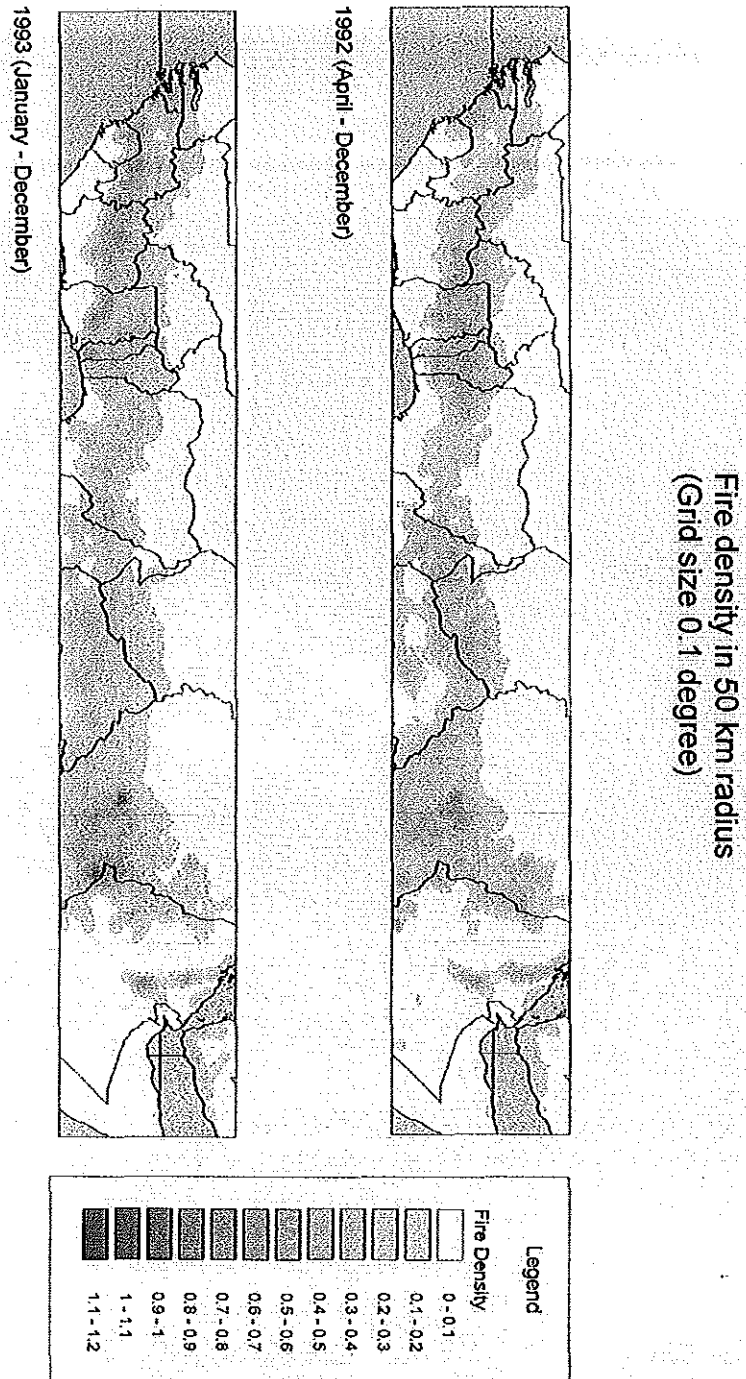 Fire density in 50 km radius
(Grid size 0.1 degree)
1992 (April - December)
1993 (January - December)
Legend
Fire Density
0 - 0.1
0.1 - 0.2
0.2 - 0.3
0.3 - 0.4
0.4 - 0.5
0.5 - 0.6
0.6 - 0.7
0.7 - 0.8
0.8 - 0.9
0.9 - 1
1 - 1.1
1.1 - 1.2